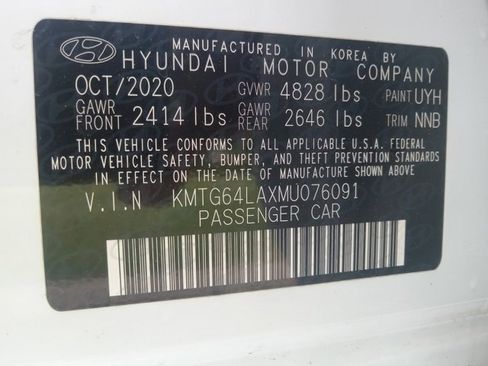 MANUFACTURED IN KOREA BY
HYUNDAI MOTOR COMPANY
OCT/2020 GVWR 4828 lbs PAINT UYH
GAWR FRONT 2414 lbs GAWR REAR 2646 lbs TRIM NNB
THIS VEHICLE CONFORMS TO ALL APPLICABLE U.S.A. FEDERAL
MOTOR VEHICLE SAFETY, BUMPER, AND THEFT PREVENTION STANDARDS
IN EFFECT ON THE DATE OF MANUFACTURE SHOWN ABOVE.
V.I.N KMTG64LAXMU076091
PASSENGER CAR